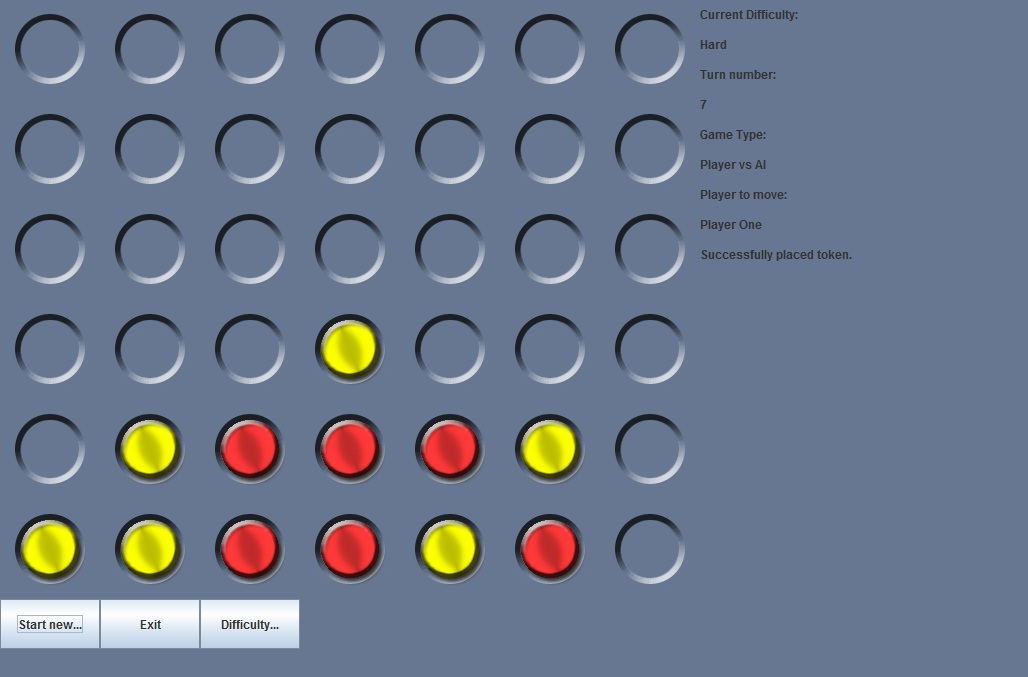 Current Difficulty:
Hard
Turn number:
7
Game Type:
Player vs AI
Player to move:
Player One
Successfully placed token.
Start new...
Exit
Difficulty...